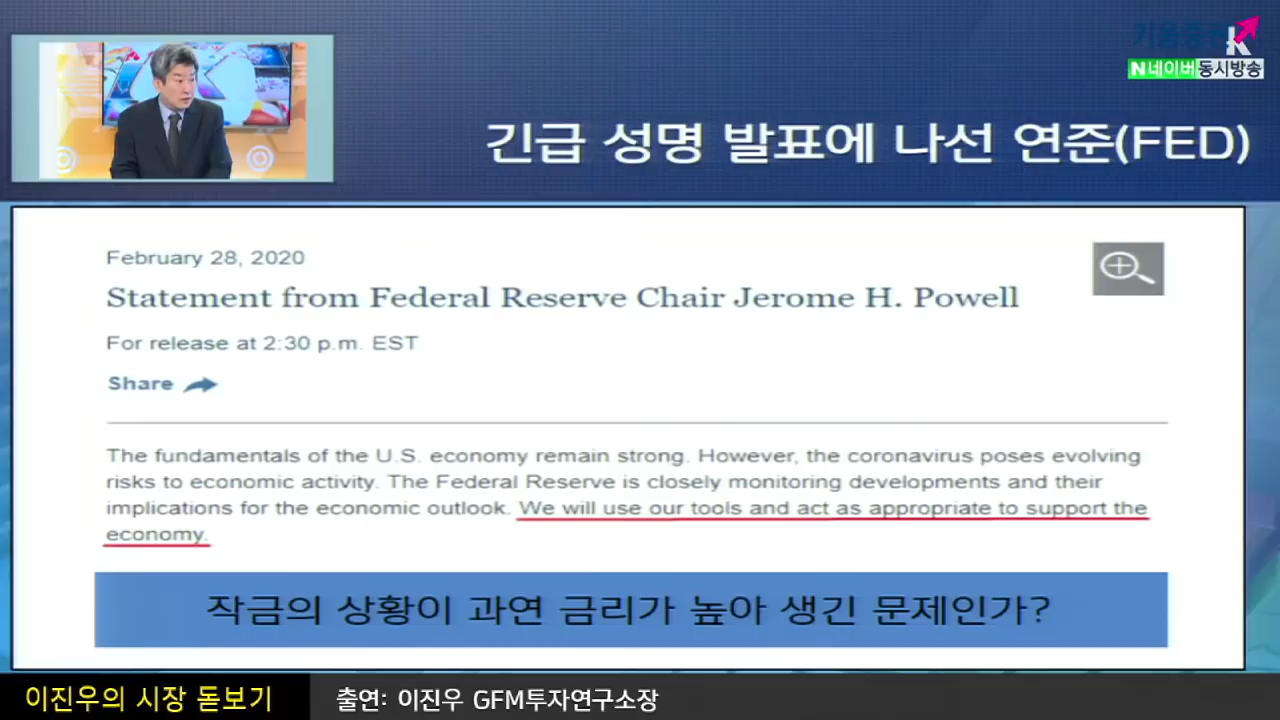 키움증권
K
N네이버 동시방송
긴급 성명 발표에 나선 연준(FED)
February 28, 2020
Statement from Federal Reserve Chair Jerome H. Powell
For release at 2:30 p.m. EST
Share
The fundamentals of the U.S. economy remain strong. However, the coronavirus poses evolving
risks to economic activity. The Federal Reserve is closely monitoring developments and their
implications for the economic outlook. We will use our tools and act as appropriate to support the
economy.
작금의 상황이 과연 금리가 높아 생긴 문제인가?
이진우의 시장 돋보기
출연: 이진우 GFM투자연구소장